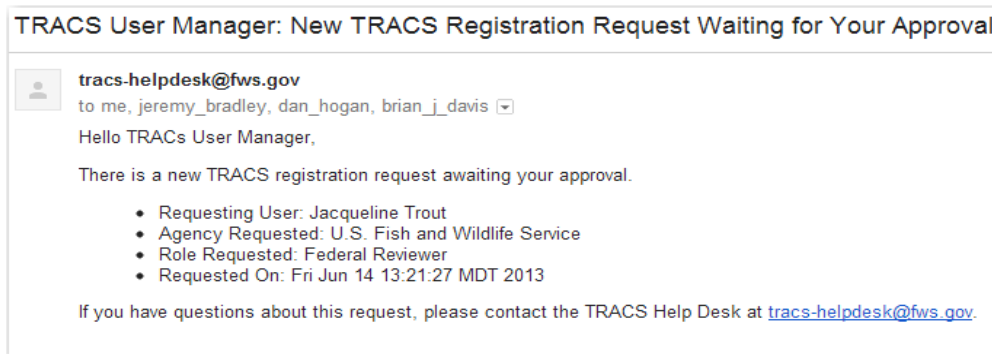 TRACS User Manager: New TRACS Registration Request Waiting for Your Approval
tracs-helpdesk@fws.gov
to me, jeremy_bradley, dan_hogan, brian_j_davis
Hello TRACs User Manager,
There is a new TRACS registration request awaiting your approval.
• Requesting User: Jacqueline Trout
• Agency Requested: U.S. Fish and Wildlife Service
• Role Requested: Federal Reviewer
• Requested On: Fri Jun 14 13:21:27 MDT 2013
If you have questions about this request, please contact the TRACS Help Desk at tracs-helpdesk@fws.gov.